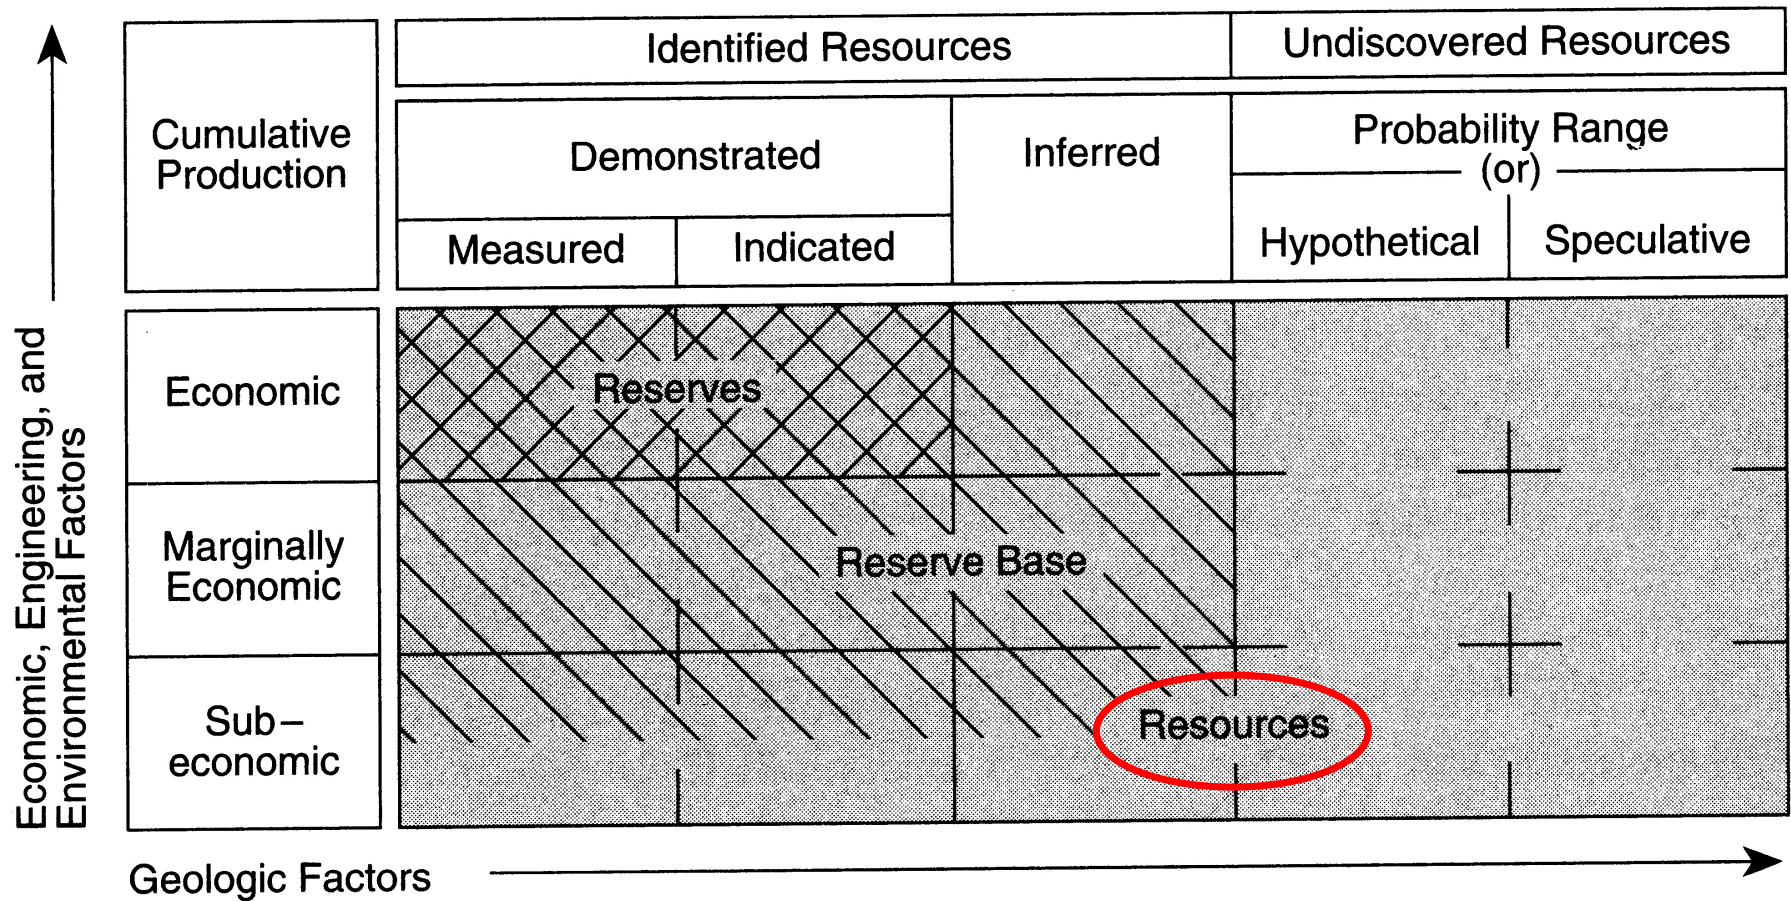 Identified Resources
Undiscovered Resources
Cumulative
Production
Demonstrated
Inferred
Probability Range
(or)
Measured
Indicated
Hypothetical
Speculative
Economic
Reserves
Marginally
Economic
Reserve Base
Sub–
economic
Resources
Economic, Engineering, and
Environmental Factors
Geologic Factors